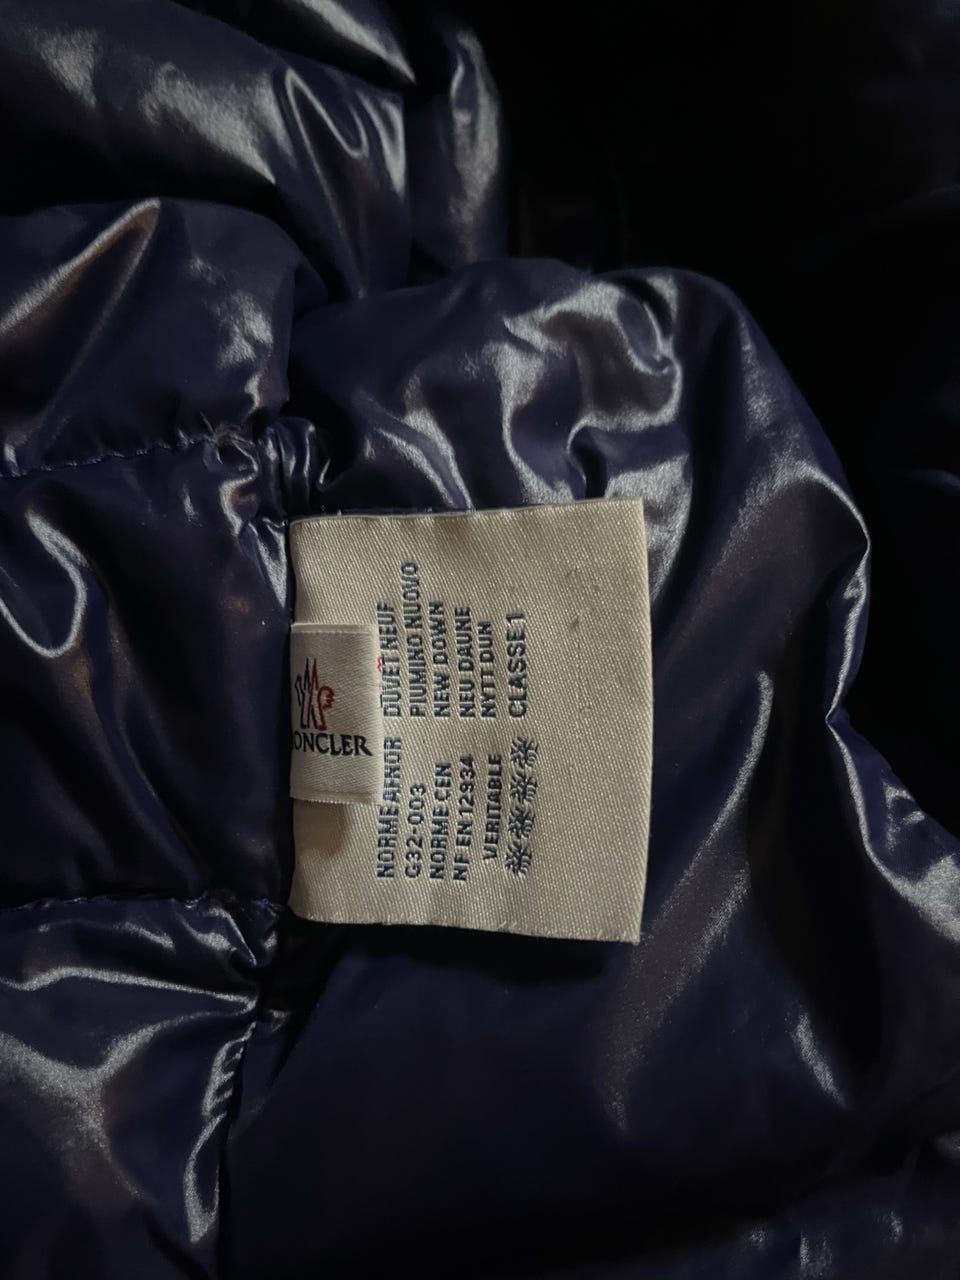 MONCLER
NORME AFNOR DUVET NEUF
G32-003 PIUMINO NUOVO
NORME CEN NEW DOWN
NF EN 12934 NEU DAUNE
VERITABLE NYTT DUN
CLASSE 1